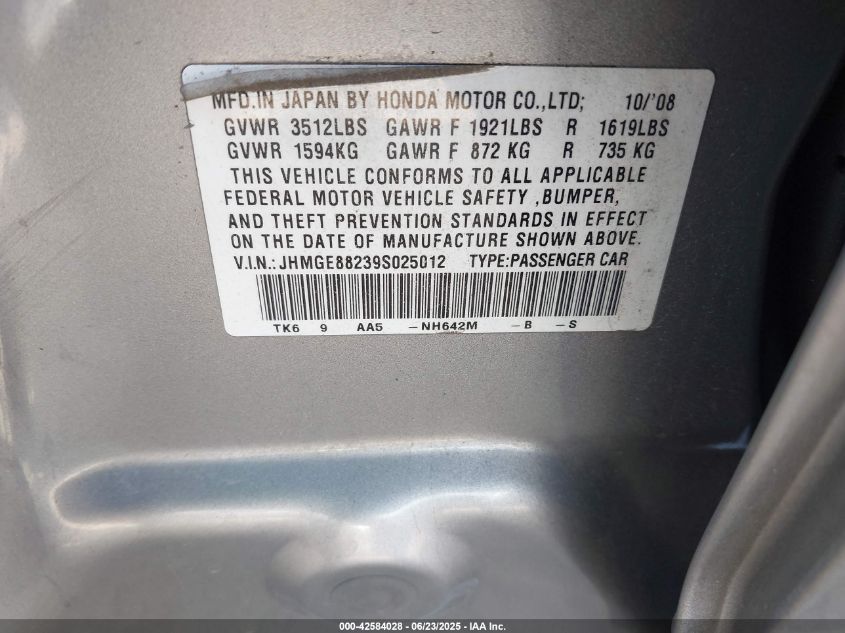 MFD.IN JAPAN BY HONDA MOTOR CO.,LTD; 10/'08
GVWR 3512LBS GAWR F 1921LBS R 1619LBS
GVWR 1594KG GAWR F 872 KG R 735 KG
THIS VEHICLE CONFORMS TO ALL APPLICABLE
FEDERAL MOTOR VEHICLE SAFETY ,BUMPER,
AND THEFT PREVENTION STANDARDS IN EFFECT
ON THE DATE OF MANUFACTURE SHOWN ABOVE.
V.I.N.: JHMGE88239S025012 TYPE:PASSENGER CAR
TK6 9 AA5 -NH642M -B -S
000-42584028 - 06/23/2025 - IAA Inc.